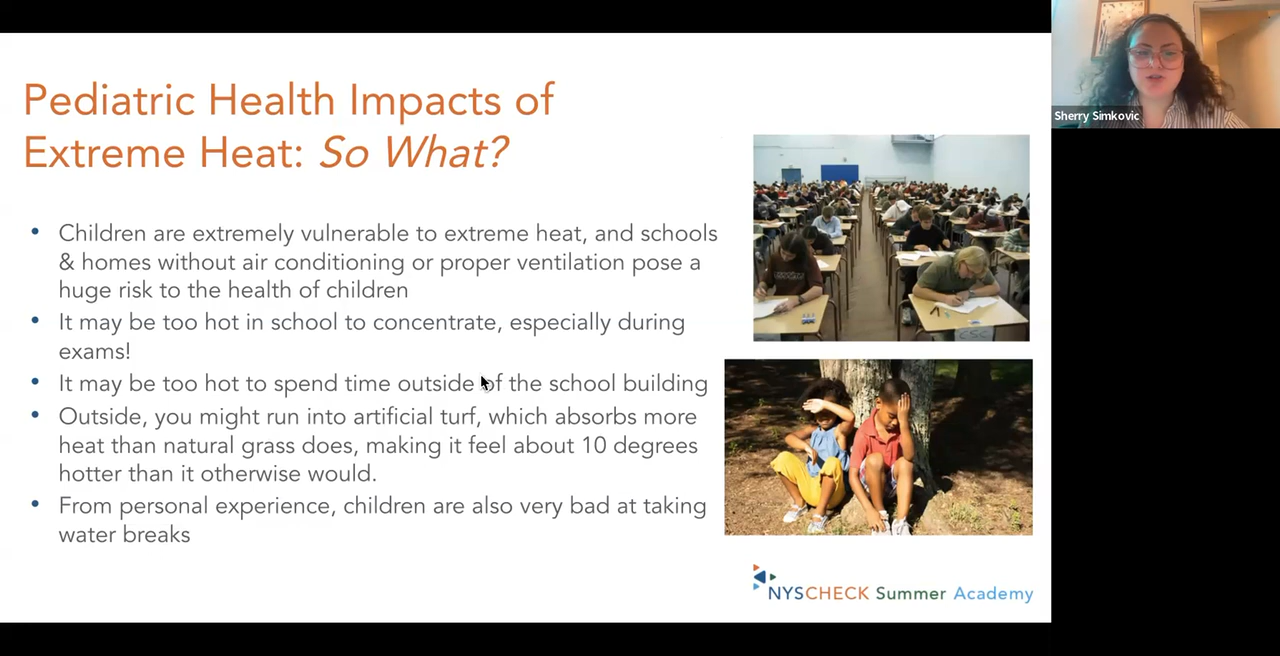 Pediatric Health Impacts of
Extreme Heat: So What?
• Children are extremely vulnerable to extreme heat, and schools
& homes without air conditioning or proper ventilation pose a
huge risk to the health of children
• It may be too hot in school to concentrate, especially during
exams!
• It may be too hot to spend time outside of the school building
• Outside, you might run into artificial turf, which absorbs more
heat than natural grass does, making it feel about 10 degrees
hotter than it otherwise would.
• From personal experience, children are also very bad at taking
water breaks
NYSCHECK Summer Academy
Sherry Simkovic